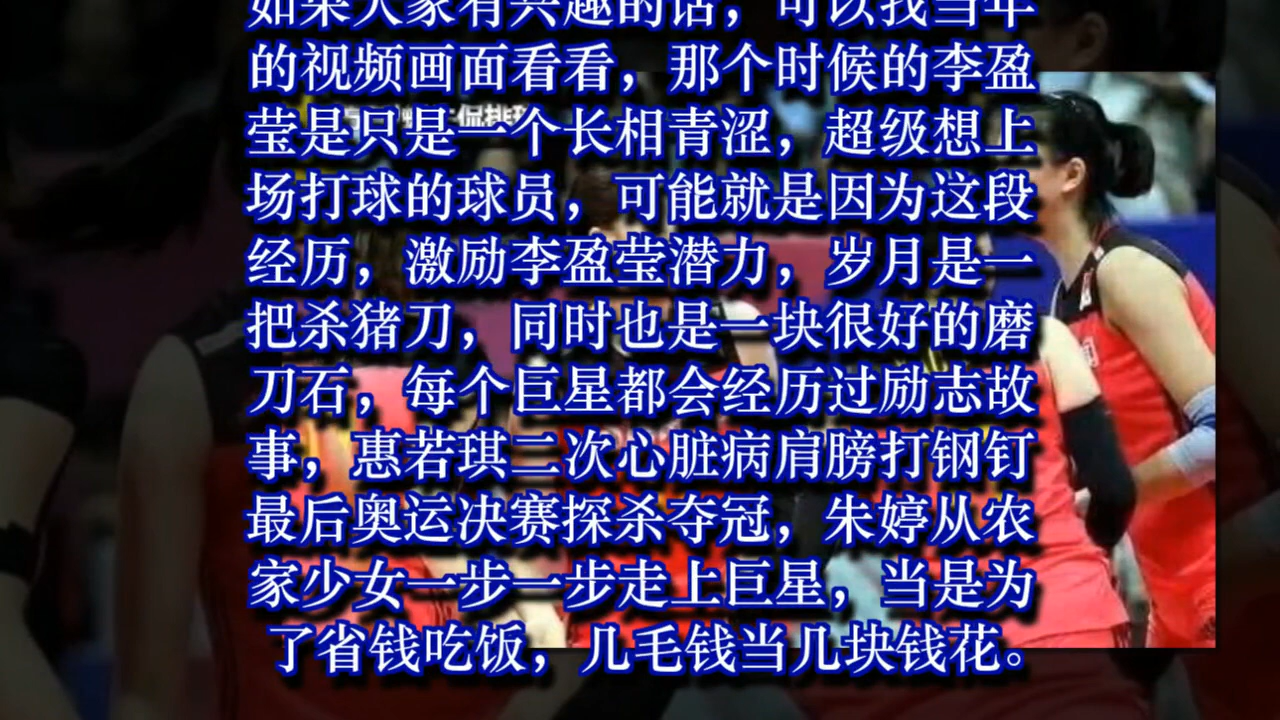 如果大家有兴趣的话，可以找当年
的视频画面看看，那个时候的李盈
莹是只是一个长相青涩，超级想上
场打球的球员，可能就是因为这段
经历，激励李盈莹潜力，岁月是一
把杀猪刀，同时也是一块很好的磨
刀石，每个巨星都会经历过励志故
事，惠若琪二次心脏病肩膀打钢钉
最后奥运决赛探杀夺冠，朱婷从农
家少女一步一步走上巨星，当是为
了省钱吃饭，几毛钱当几块钱花。